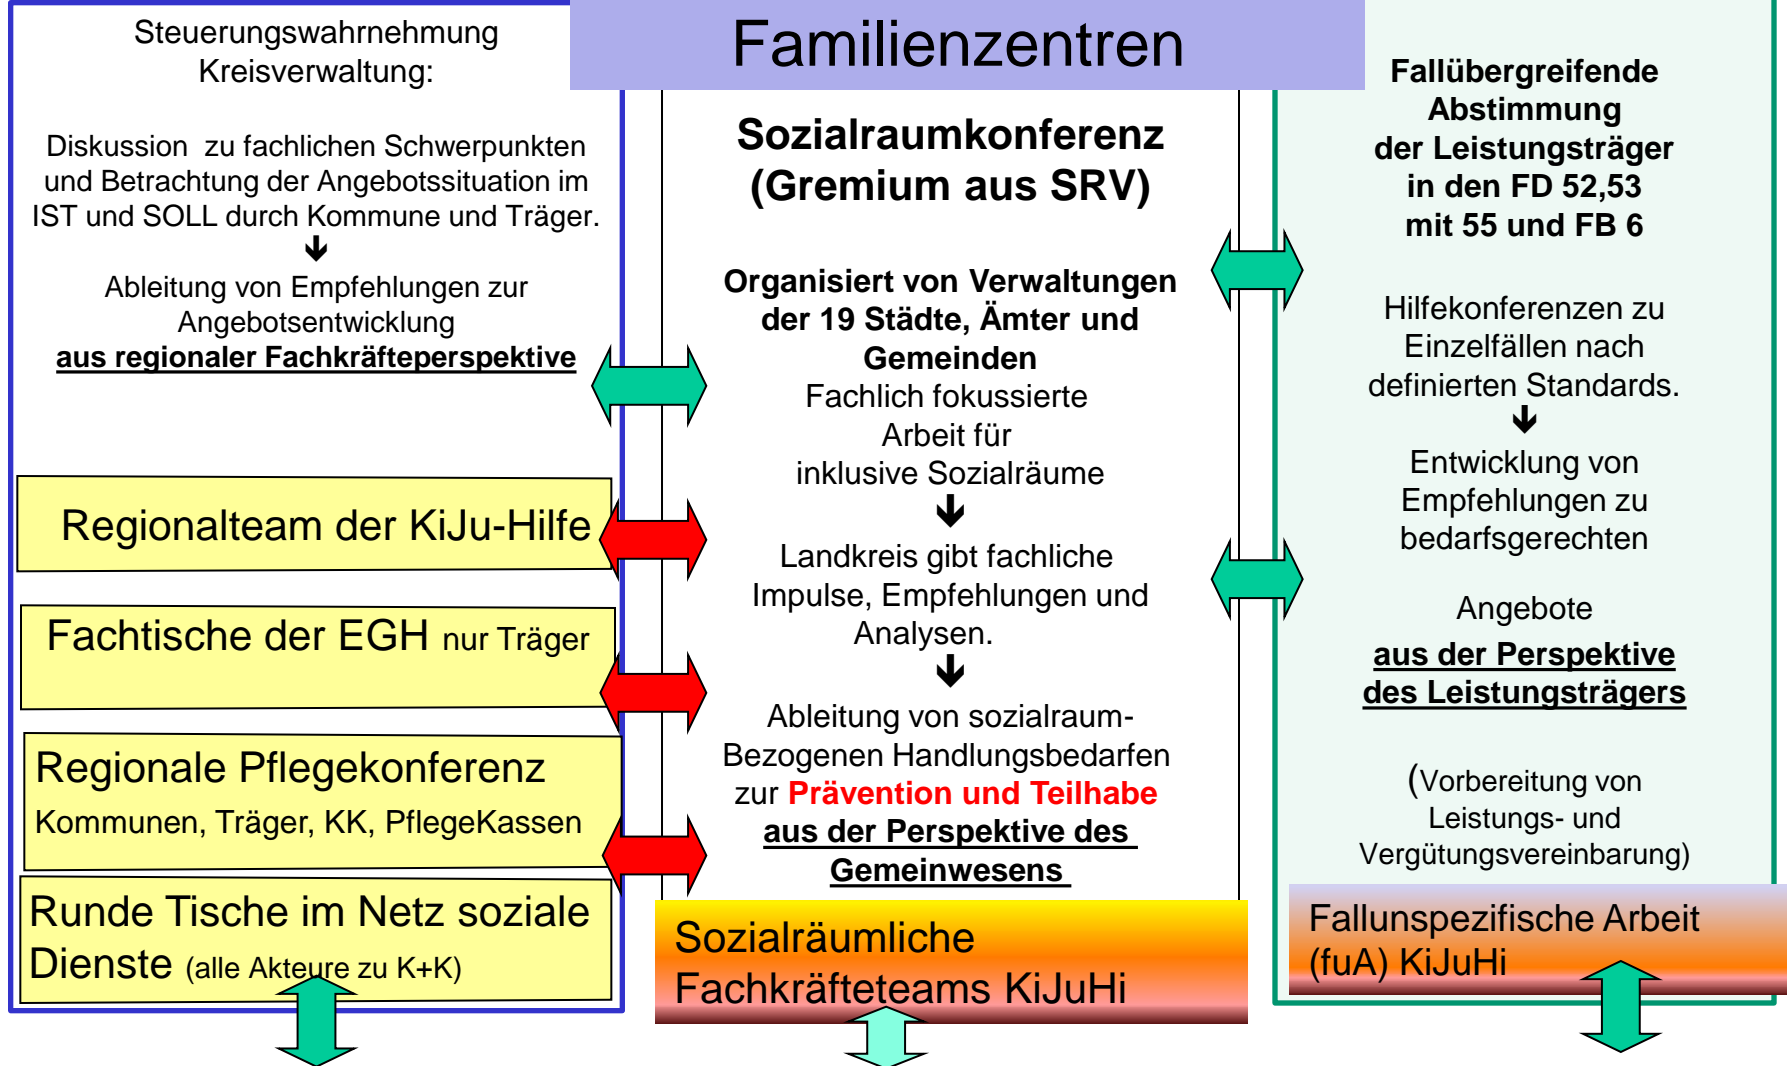 Familienzentren
Steuerungswahrnehmung
Kreisverwaltung:
Diskussion zu fachlichen Schwerpunkten
und Betrachtung der Angebotssituation im
IST und SOLL durch Kommune und Träger.
Ableitung von Empfehlungen zur
Angebotsentwicklung
aus regionaler Fachkräfteperspektive
Regionalteam der KiJu-Hilfe
Fachtische der EGH nur Träger
Regionale Pflegekonferenz
Kommunen, Träger, KK, PflegeKassen
Runde Tische im Netz soziale
Dienste (alle Akteure zu K+K)
Sozialraumkonferenz
(Gremium aus SRV)
Organisiert von Verwaltungen
der 19 Städte, Ämter und
Gemeinden
Fachlich fokussierte
Arbeit für
inklusive Sozialräume
Landkreis gibt fachliche
Impulse, Empfehlungen und
Analysen.
Ableitung von sozialraum-
Bezogenen Handlungsbedarfen
zur Prävention und Teilhabe
aus der Perspektive des
Gemeinwesens
Sozialräumliche
Fachkräfteteams KiJuHi
Fallübergreifende
Abstimmung
der Leistungsträger
in den FD 52,53
mit 55 und FB 6
Hilfekonferenzen zu
Einzelfällen nach
definierten Standards.
Entwicklung von
Empfehlungen zu
bedarfsgerechten
Angebote
aus der Perspektive
des Leistungsträgers
(Vorbereitung von
Leistungs- und
Vergütungsvereinbarung)
Fallunspezifische Arbeit
(fuA) KiJuHi